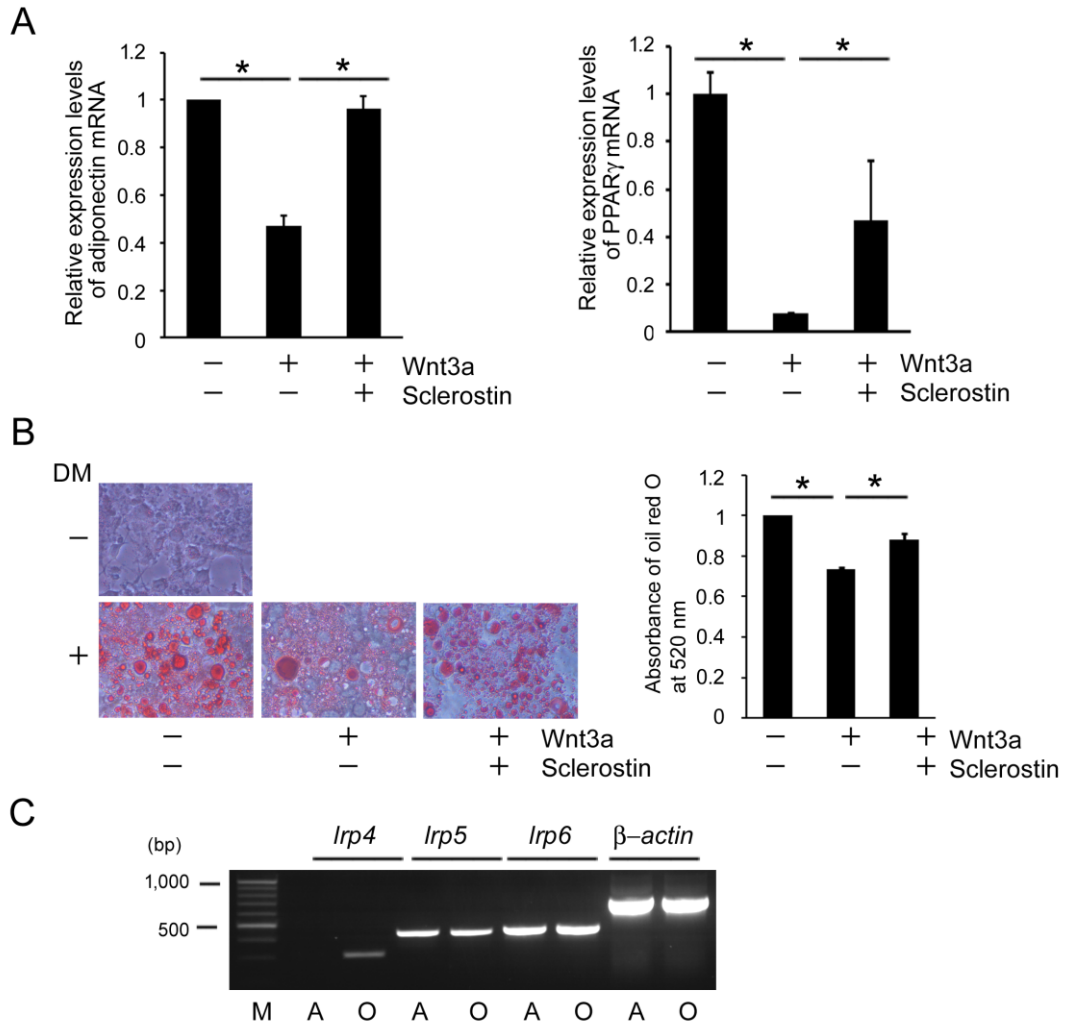 A
Relative expression levels
of adiponectin mRNA
1.2
1
0.8
0.6
0.4
0.2
0
* *
− + + Wnt3a
− − + Sclerostin
Relative expression levels
of PPARγ mRNA
1.2
1
0.8
0.6
0.4
0.2
0
* *
− + + Wnt3a
− − + Sclerostin
B
DM
−
+
− + + Wnt3a
− − + Sclerostin
Absorbance of oil red O
at 520 nm
1.2
1
0.8
0.6
0.4
0.2
0
* *
− + + Wnt3a
− − + Sclerostin
C
(bp) lrp4 lrp5 lrp6 β–actin
1,000
500
M A O A O A O A O